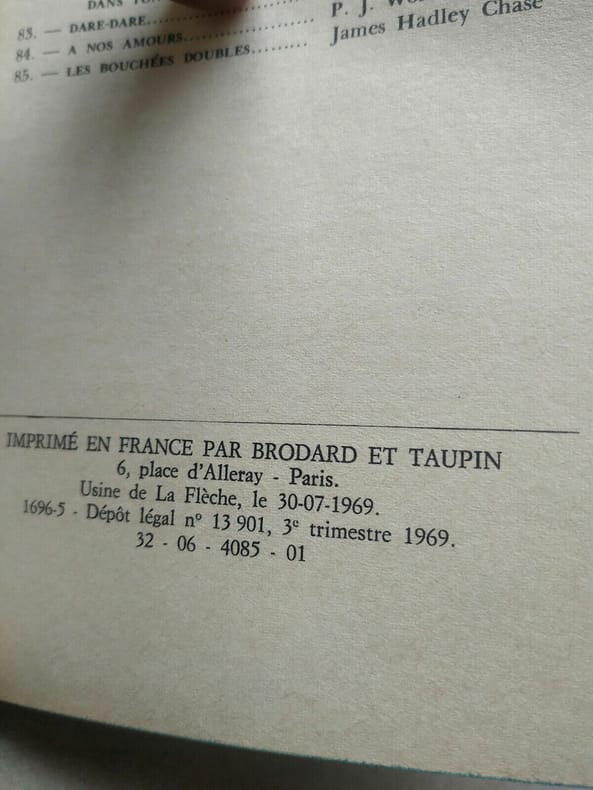 DANS
83. — DARE-DARE
84. — A NOS AMOURS P. J.
85. — LES BOUCHÉES DOUBLES James Hadley Chase
IMPRIMÉ EN FRANCE PAR BRODARD ET TAUPIN
6, place d'Alleray - Paris.
Usine de La Flèche, le 30-07-1969.
1696-5 - Dépôt légal nº 13 901, 3e trimestre 1969.
32 - 06 - 4085 - 01